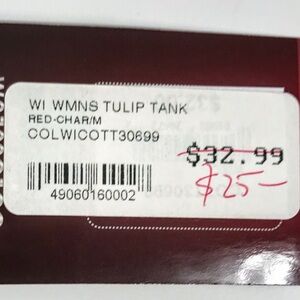 WI WMNS TULIP TANK
RED-CHAR/M
COLWICOTT30699
$32.99
$25—
49060160002